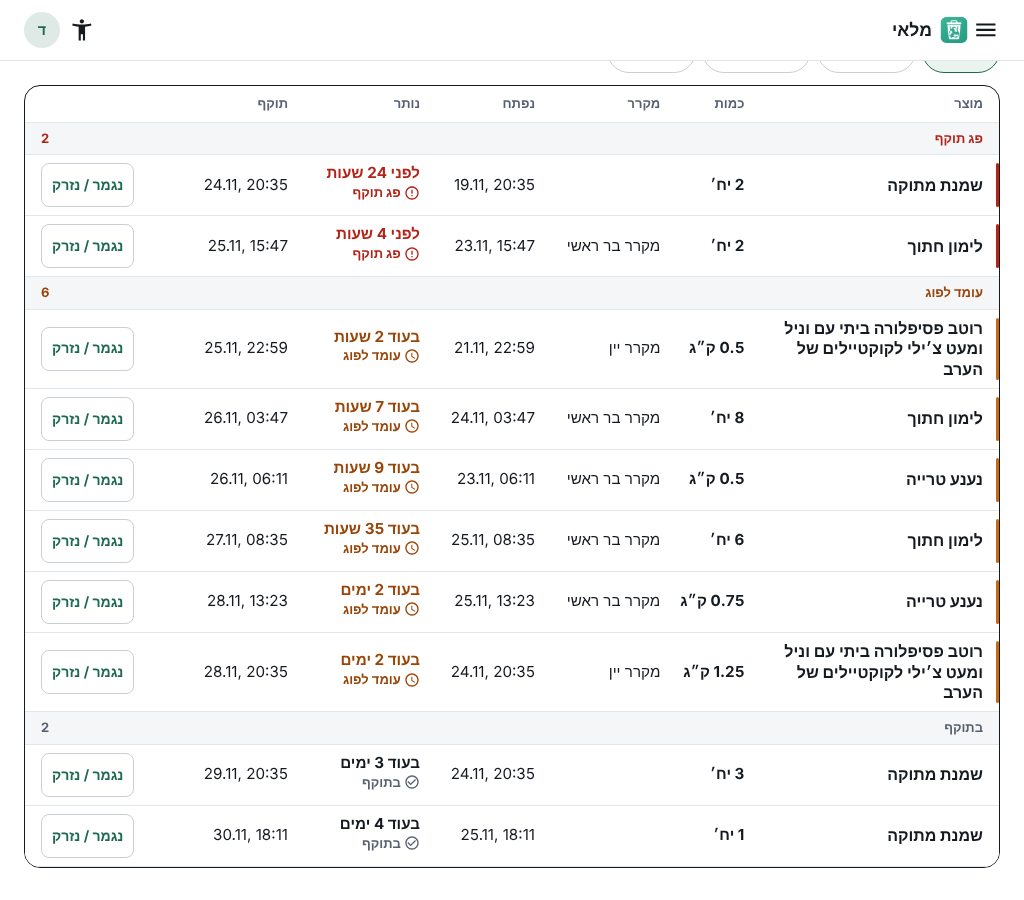 מלאי
ד
מוצר כמות מקרר נפתח נותר תוקף
פג תוקף 2
שמנת מתוקה 2 יח׳ 19.11, 20:35 לפני 24 שעות 24.11, 20:35 נגמר / נזרק
פג תוקף
לימון חתוך 2 יח׳ מקרר בר ראשי 23.11, 15:47 לפני 4 שעות 25.11, 15:47 נגמר / נזרק
פג תוקף
עומד לפוג 6
רוטב פסיפלורה ביתי עם וניל
ומעט צ׳ילי לקוקטיילים של
הערב
0.5 ק״ג מקרר יין 21.11, 22:59 בעוד 2 שעות 25.11, 22:59 נגמר / נזרק
עומד לפוג
לימון חתוך 8 יח׳ מקרר בר ראשי 24.11, 03:47 בעוד 7 שעות 26.11, 03:47 נגמר / נזרק
עומד לפוג
נענע טרייה 0.5 ק״ג מקרר בר ראשי 23.11, 06:11 בעוד 9 שעות 26.11, 06:11 נגמר / נזרק
עומד לפוג
לימון חתוך 6 יח׳ מקרר בר ראשי 25.11, 08:35 בעוד 35 שעות 27.11, 08:35 נגמר / נזרק
עומד לפוג
נענע טרייה 0.75 ק״ג מקרר בר ראשי 25.11, 13:23 בעוד 2 ימים 28.11, 13:23 נגמר / נזרק
עומד לפוג
רוטב פסיפלורה ביתי עם וניל
ומעט צ׳ילי לקוקטיילים של
הערב
1.25 ק״ג מקרר יין 24.11, 20:35 בעוד 2 ימים 28.11, 20:35 נגמר / נזרק
עומד לפוג
בתוקף 2
שמנת מתוקה 3 יח׳ 24.11, 20:35 בעוד 3 ימים 29.11, 20:35 נגמר / נזרק
בתוקף
שמנת מתוקה 1 יח׳ 25.11, 18:11 בעוד 4 ימים 30.11, 18:11 נגמר / נזרק
בתוקף